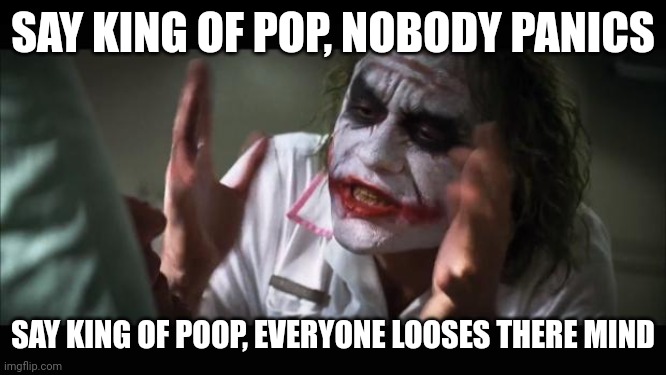 SAY KING OF POP, NOBODY PANICS
SAY KING OF POOP, EVERYONE LOOSES THERE MIND
imgflip.com